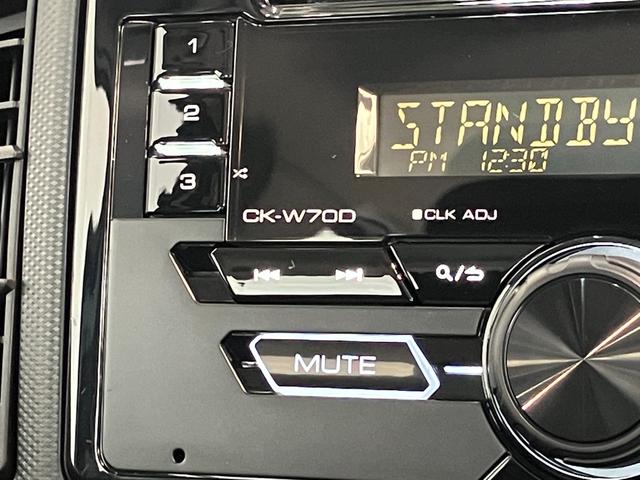 1
2
3
STANDBY
PM 12:30
CK-W70D
CLK ADJ
MUTE